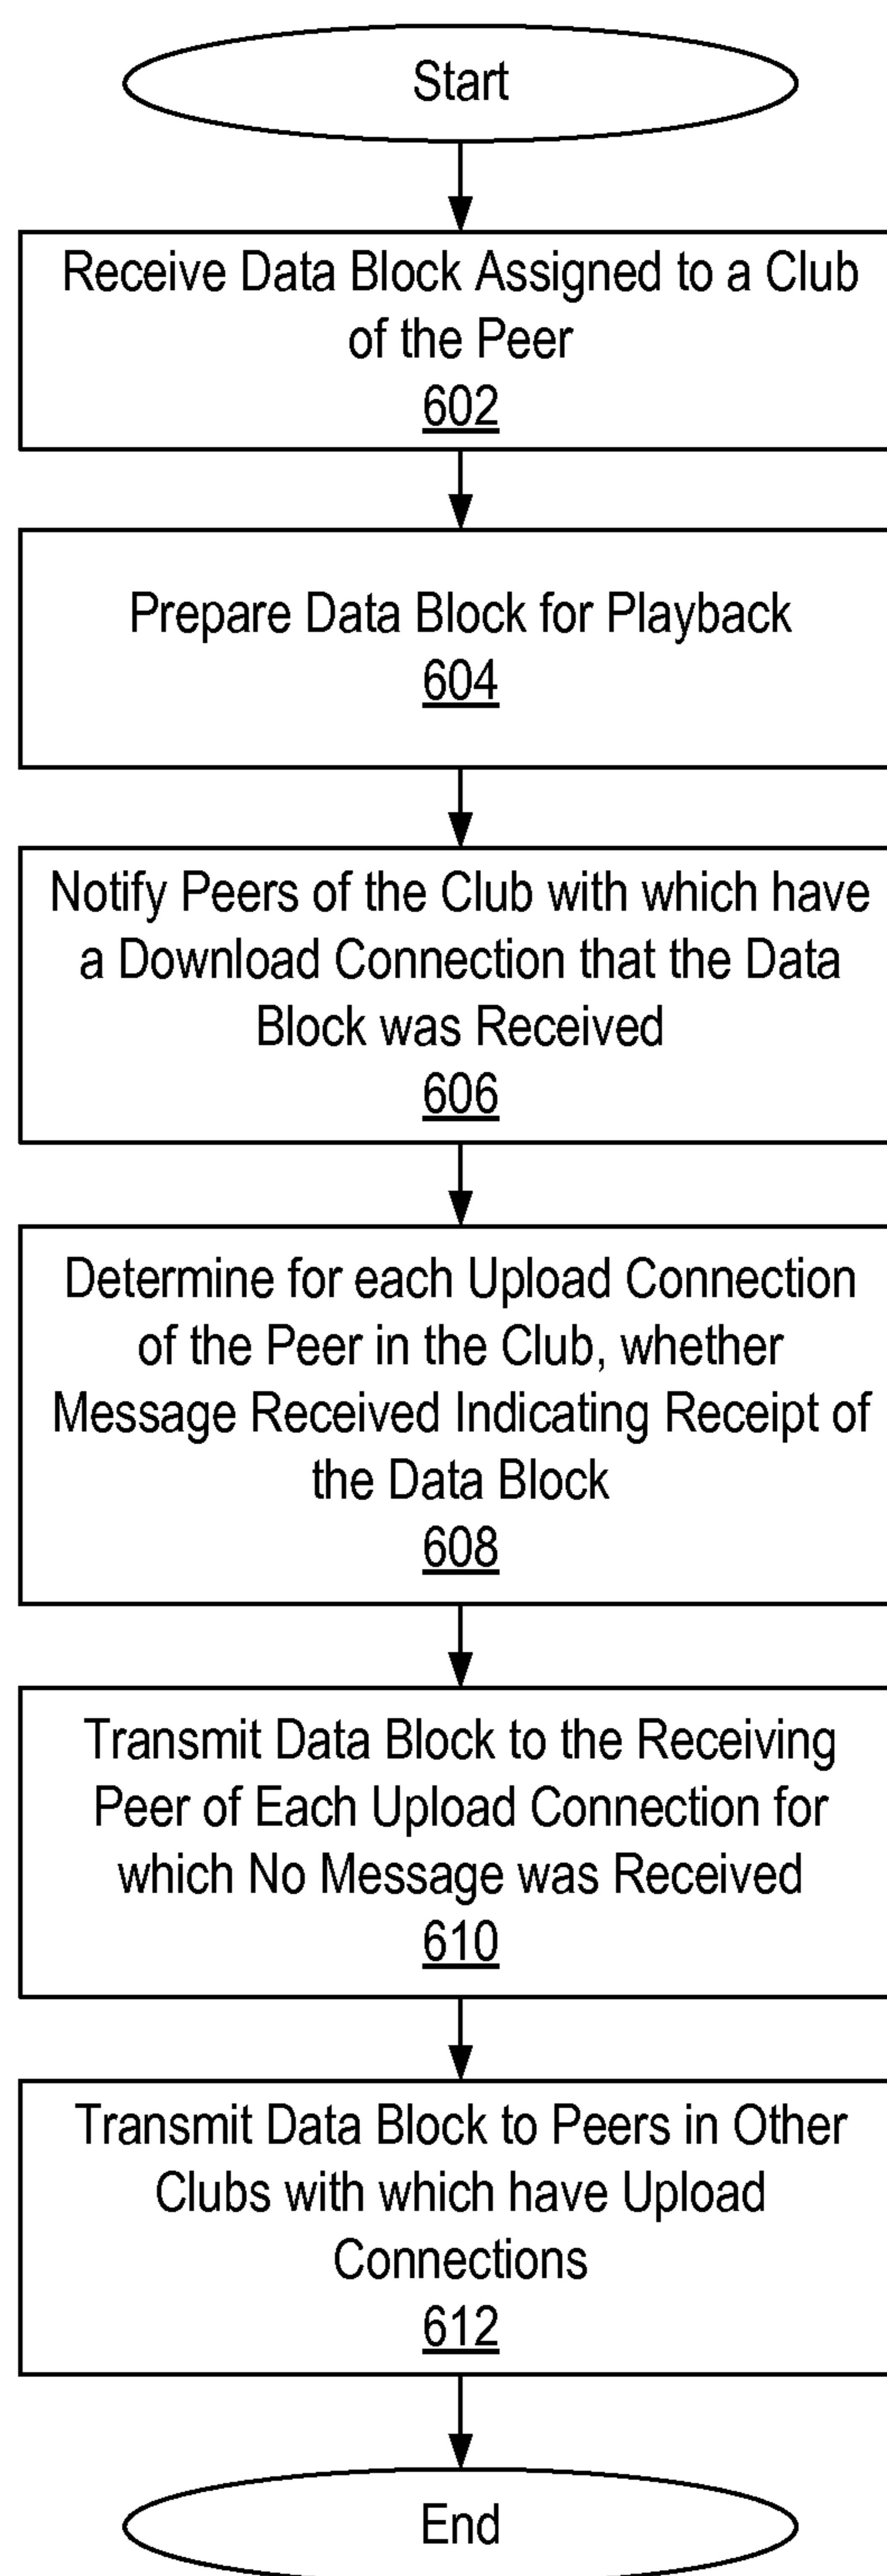 Start
Receive Data Block Assigned to a Club
of the Peer
602
Prepare Data Block for Playback
604
Notify Peers of the Club with which have
a Download Connection that the Data
Block was Received
606
Determine for each Upload Connection
of the Peer in the Club, whether
Message Received Indicating Receipt of
the Data Block
608
Transmit Data Block to the Receiving
Peer of Each Upload Connection for
which No Message was Received
610
Transmit Data Block to Peers in Other
Clubs with which have Upload
Connections
612
End